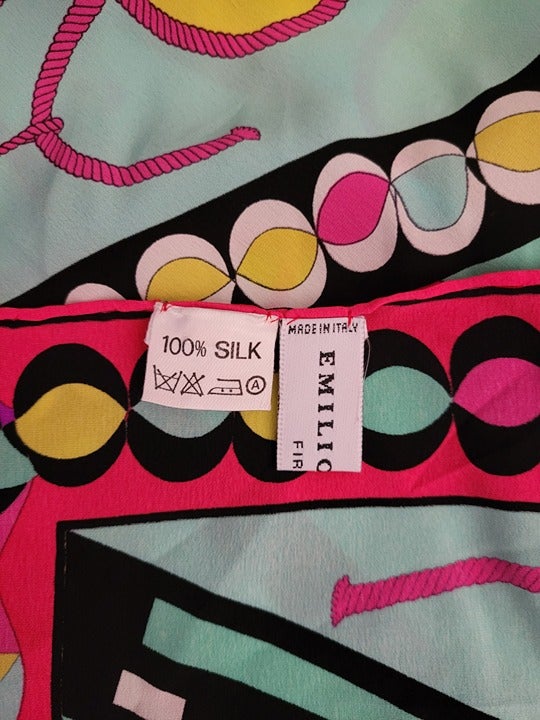 100% SILK
A
MADE IN ITALY
EMILIO
FIR